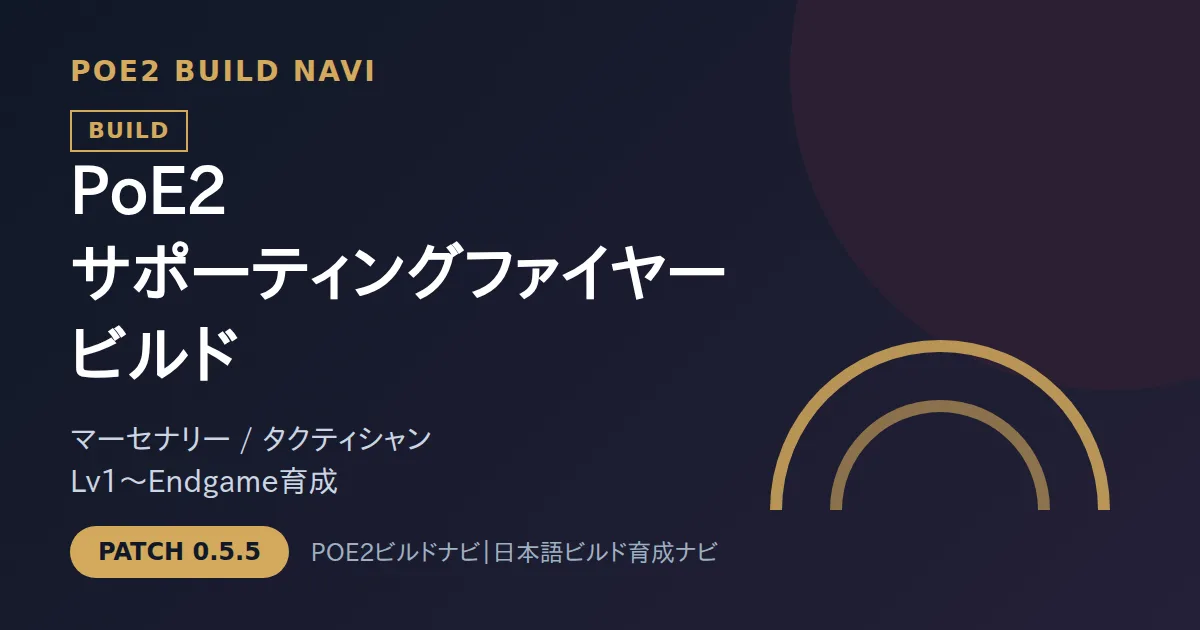 POE2 BUILD NAVI
BUILD
PoE2
サポーティングファイヤー
ビルド
マーセナリー / タクティシャン
Lv1〜Endgame育成
PATCH 0.5.5
POE2ビルドナビ|日本語ビルド育成ナビ